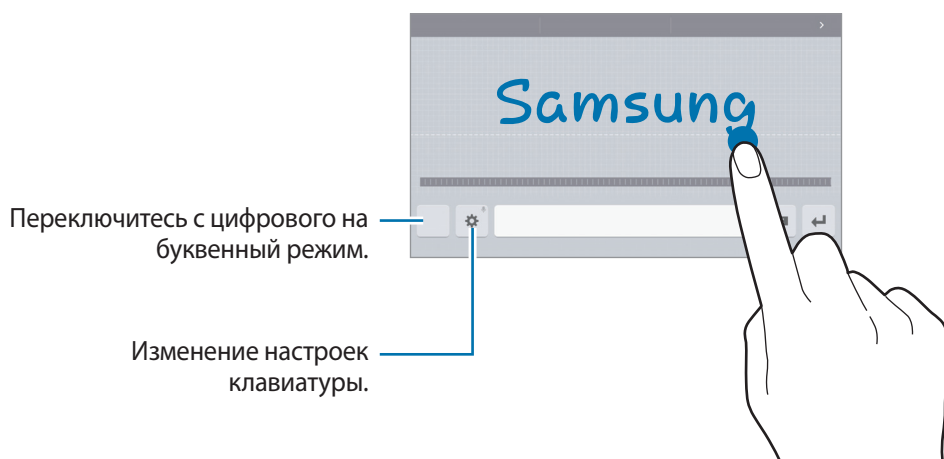 Samsung
Переключитесь с цифрового на
буквенный режим.
Изменение настроек
клавиатуры.